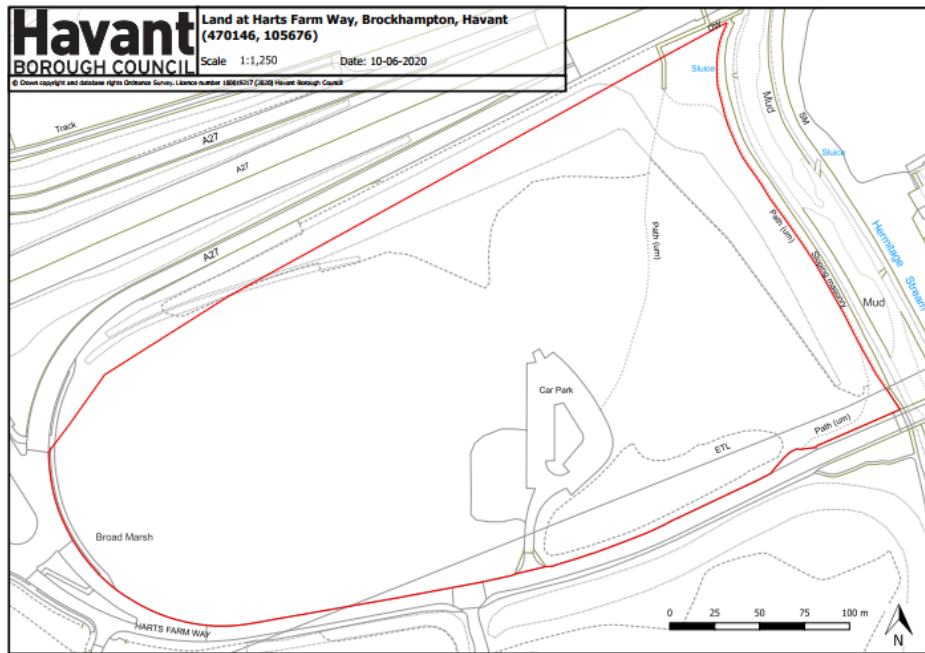 Havant
BOROUGH COUNCIL
Land at Harts Farm Way, Brockhampton, Havant
(470146, 105676)
Scale 1:1,250 Date: 10-06-2020
© Crown copyright and database rights Ordnance Survey. Licence number 100019217 (2020) Havant Borough Council
Track
A27
A27
A27
Sluice
Mud
SM
Sluice
Path (um)
Path (um)
Sloping masonry
Hermitage Stream
Mud
Car Park
ETL
Path (um)
Broad Marsh
HARTS FARM WAY
0 25 50 75 100 m
N